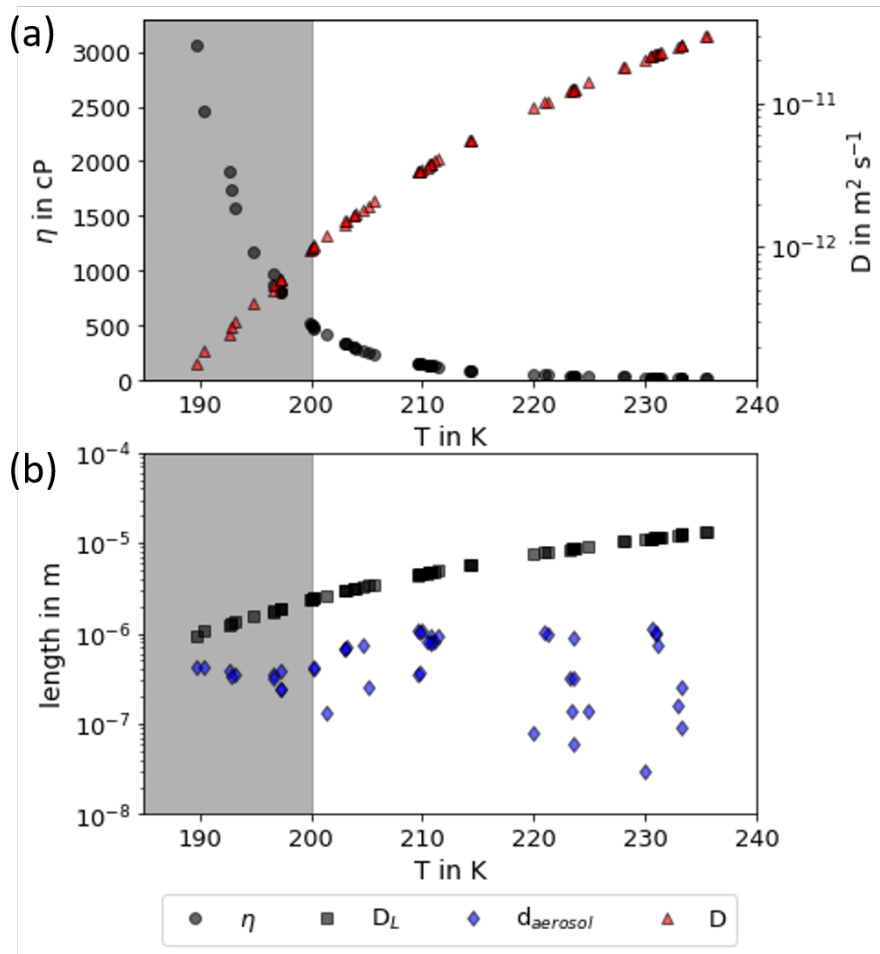 (a)
3000
2500
2000
1500
1000
500
0
η in cP
10⁻¹¹
10⁻¹²
D in m² s⁻¹
190 200 210 220 230 240
T in K
(b)
10⁻⁴
10⁻⁵
10⁻⁶
10⁻⁷
10⁻⁸
length in m
190 200 210 220 230 240
T in K
η D_L d_aerosol D